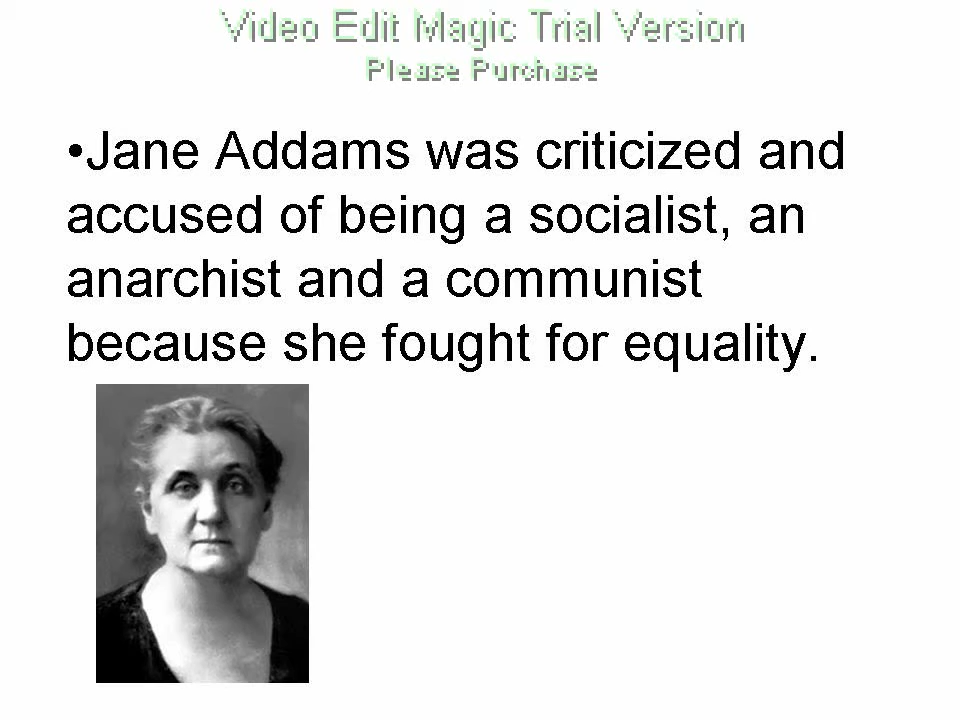 Video Edit Magic Trial Version
Please Purchase
•Jane Addams was criticized and
accused of being a socialist, an
anarchist and a communist
because she fought for equality.